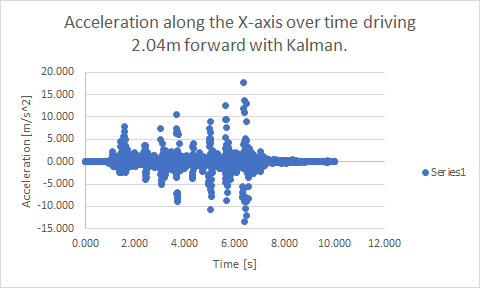 Acceleration along the X-axis over time driving
2.04m forward with Kalman.
20.000
15.000
10.000
5.000
0.000
-5.000
-10.000
-15.000
Acceleration [m/s^2]
Series1
0.000 2.000 4.000 6.000 8.000 10.000 12.000
Time [s]